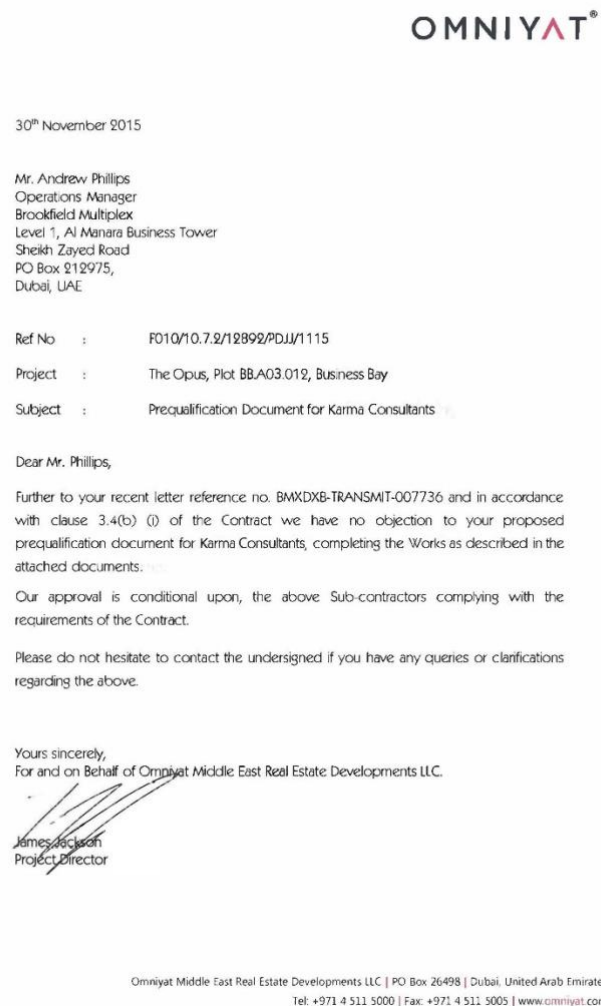 OMNIYAT®
30th November 2015
Mr. Andrew Phillips
Operations Manager
Brookfield Multiplex
Level 1, Al Manara Business Tower
Sheikh Zayed Road
PO Box 212975,
Dubai, UAE
Ref No : F010/10.7.2/12892/PDJJ/1115
Project : The Opus, Plot BB.A03.012, Business Bay
Subject : Prequalification Document for Karma Consultants
Dear Mr. Phillips,
Further to your recent letter reference no. BMXDXB-TRANSMIT-007736 and in accordance
with clause 3.4(b) (i) of the Contract we have no objection to your proposed
prequalification document for Karma Consultants, completing the Works as described in the
attached documents.
Our approval is conditional upon, the above Sub-contractors complying with the
requirements of the Contract.
Please do not hesitate to contact the undersigned if you have any queries or clarifications
regarding the above.
Yours sincerely,
For and on Behalf of Omniyat Middle East Real Estate Developments LLC.
James Jackson
Project Director
Omniyat Middle East Real Estate Developments LLC | PO Box 26498 | Dubai, United Arab Emirate
Tel: +971 4 511 5000 | Fax: +971 4 511 5005 | www.omniyat.com